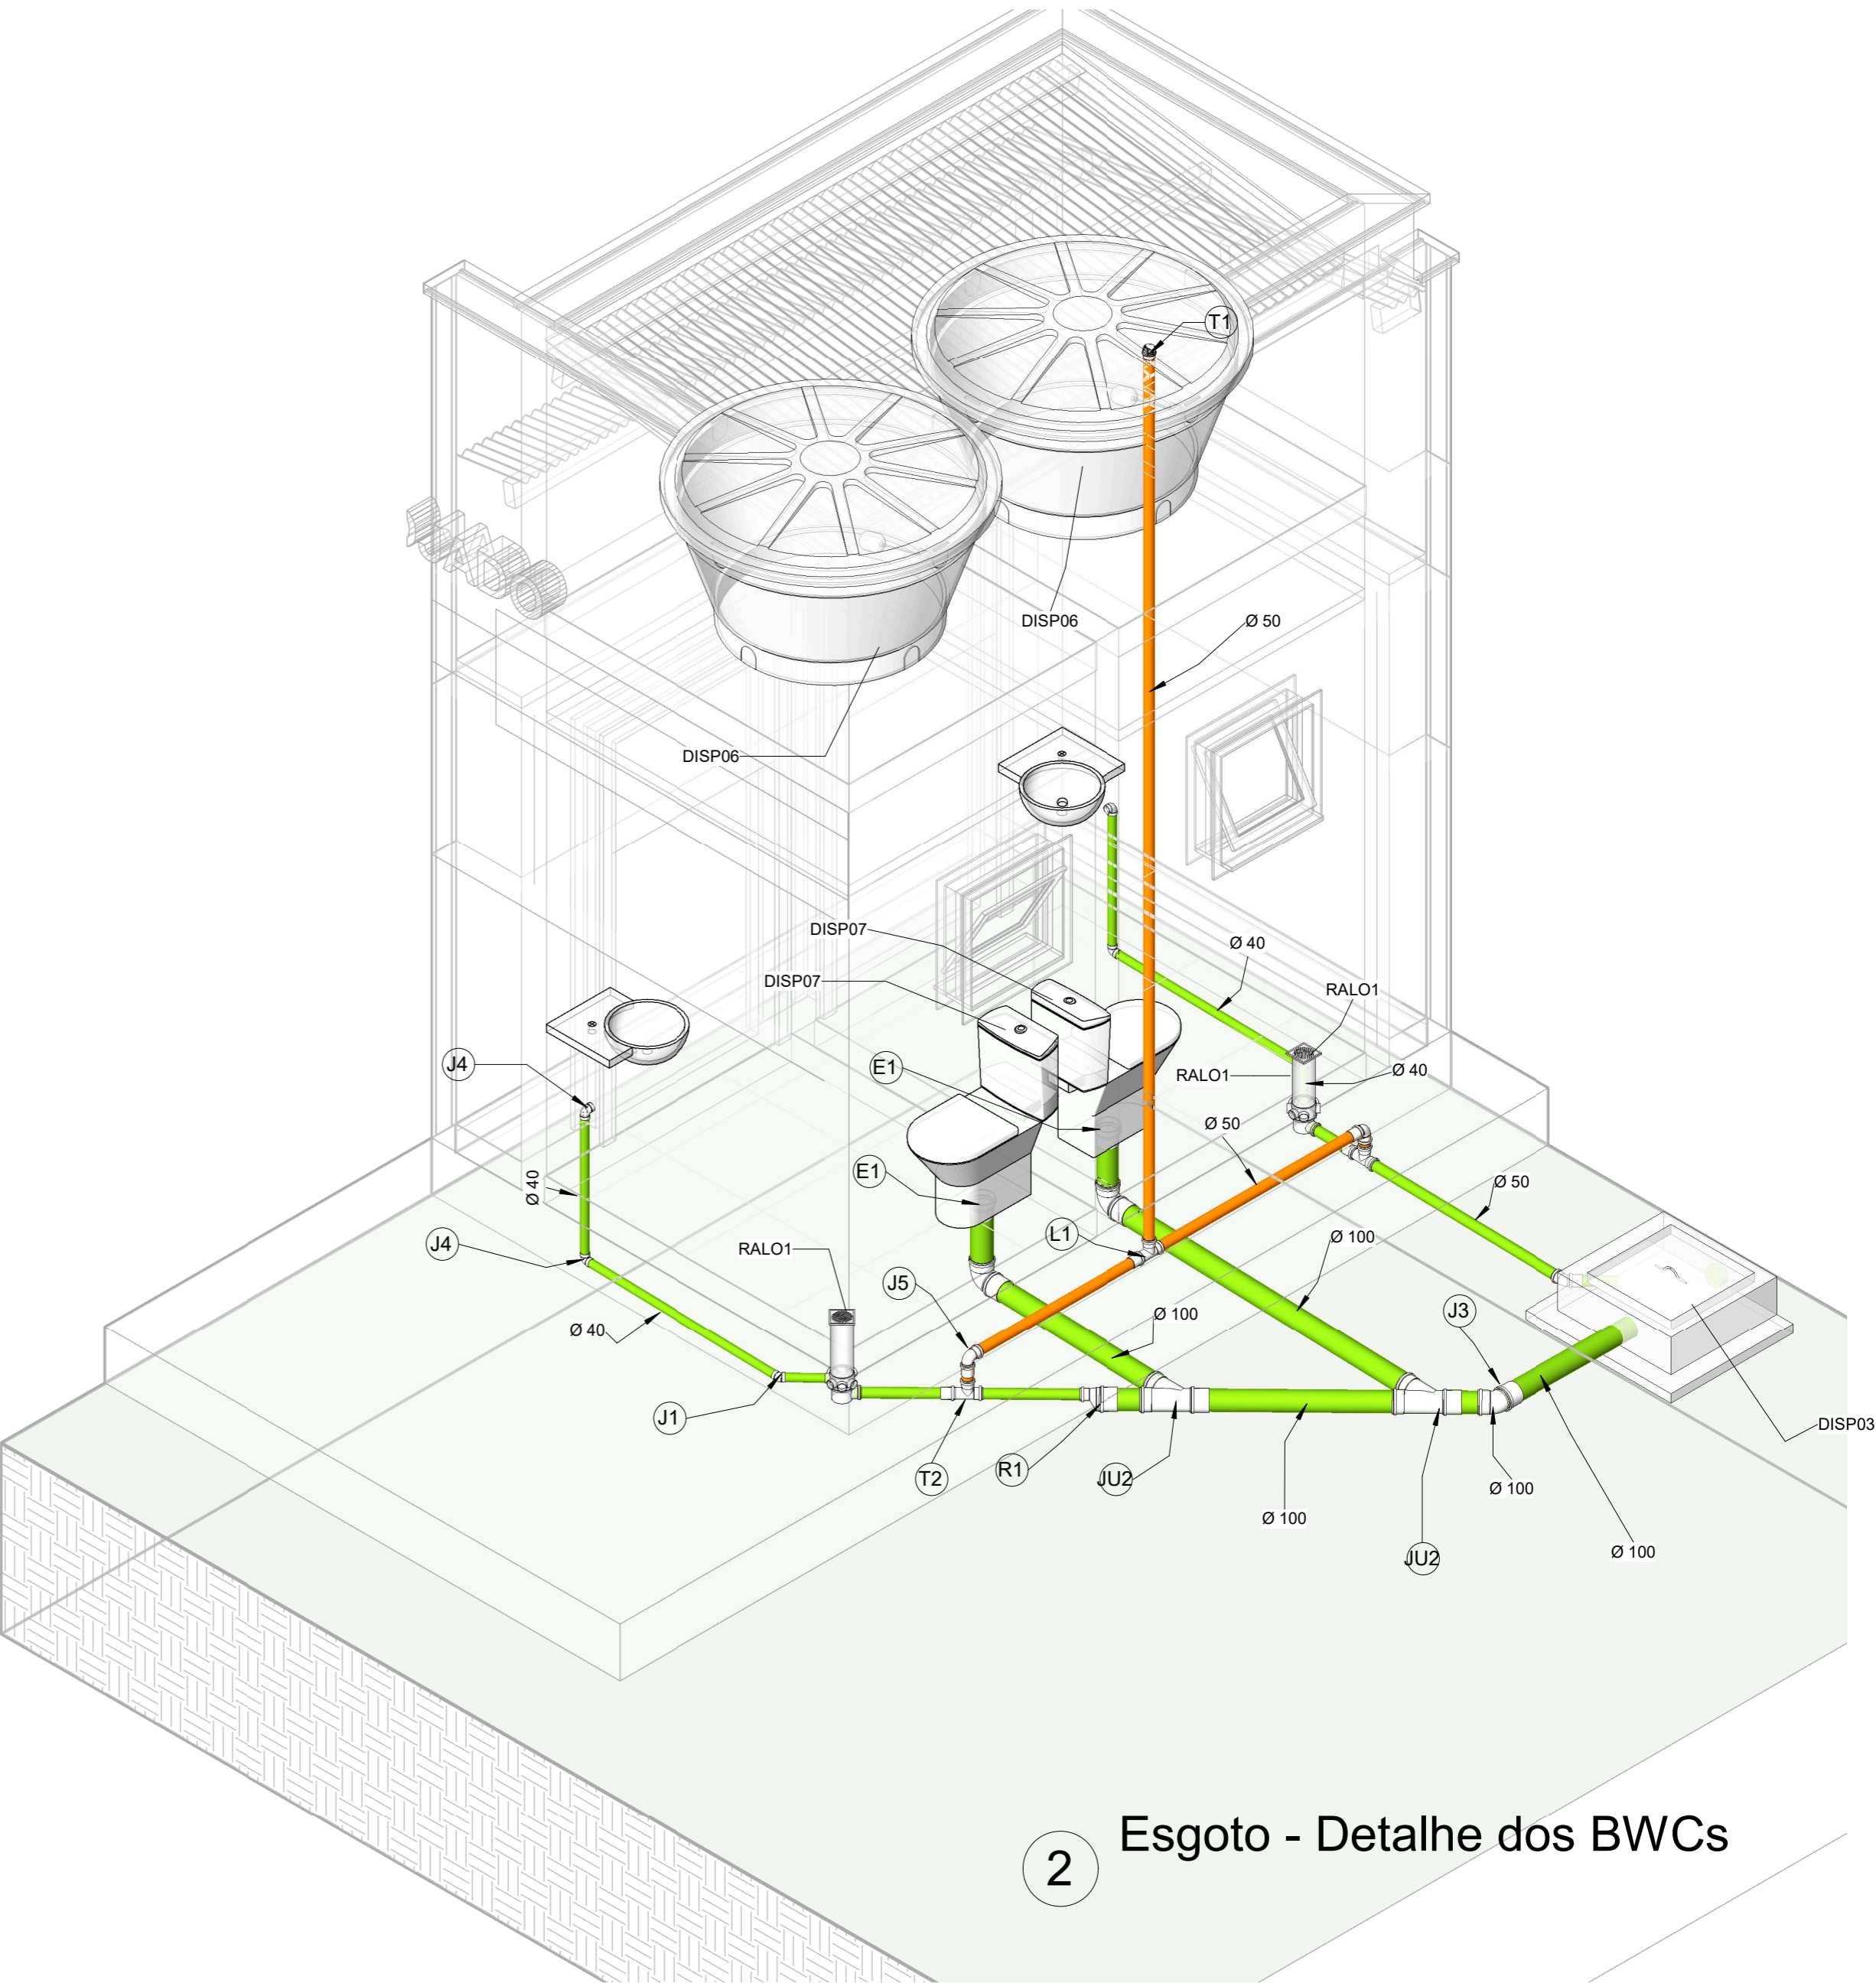 T1
DISP06
Ø 50
DISP06
DISP07
Ø 40
DISP07
RALO1
J4
E1
RALO1
Ø 40
Ø 50
E1
Ø 40
Ø 50
L1
J4
RALO1
Ø 100
J5
J3
Ø 100
Ø 40
J1
DISP03
T2
R1
JU2
Ø 100
Ø 100
JU2
Ø 100
2
Esgoto - Detalhe dos BWCs